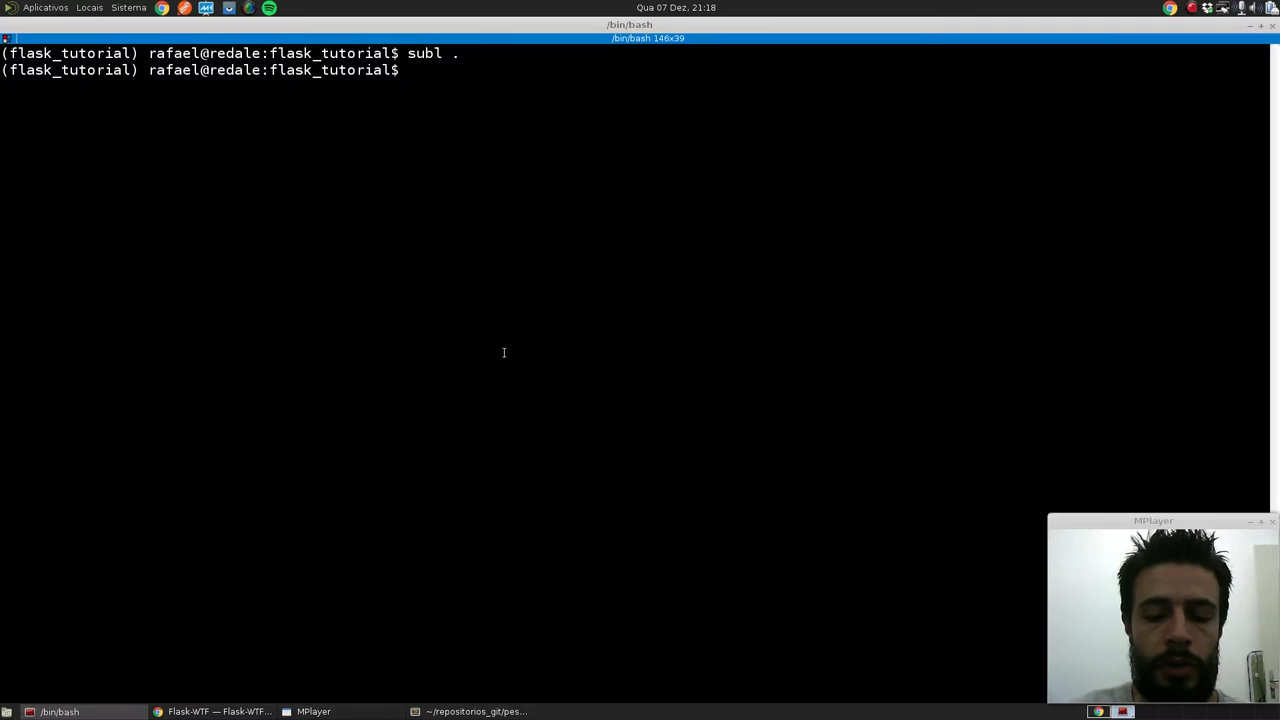 Aplicativos Locais Sistema Qua 07 Dez, 21:18
/bin/bash
/bin/bash 146x39
(flask_tutorial) rafael@redale:flask_tutorial$ subl .
(flask_tutorial) rafael@redale:flask_tutorial$
MPlayer
/bin/bash Flask-WTF — Flask-WTF... MPlayer ~/repositorios_git/pes...